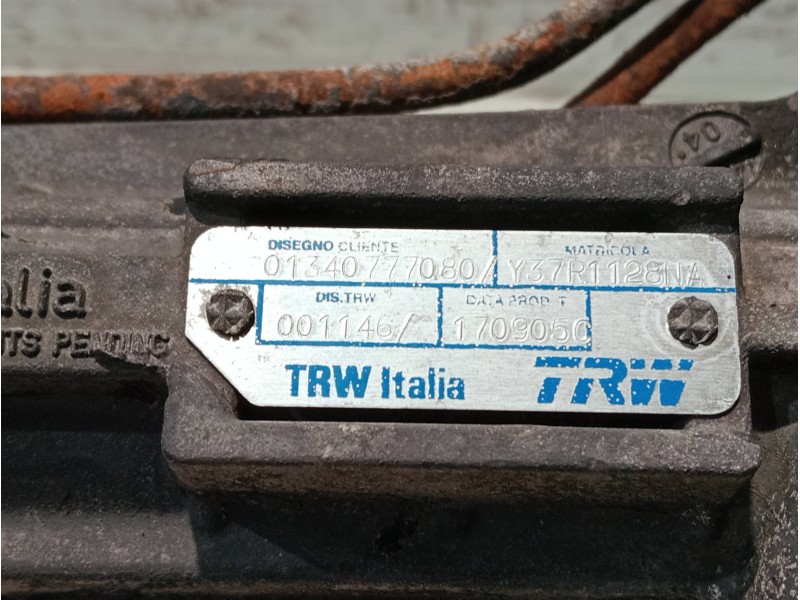 04
DISEGNO CLIENTE MATRICOLA
01340777080/ Y37R1128NA
DIS.TRW DATA PROD T
001146/ 170905C
TRW Italia TRW
alia
TS PENDING